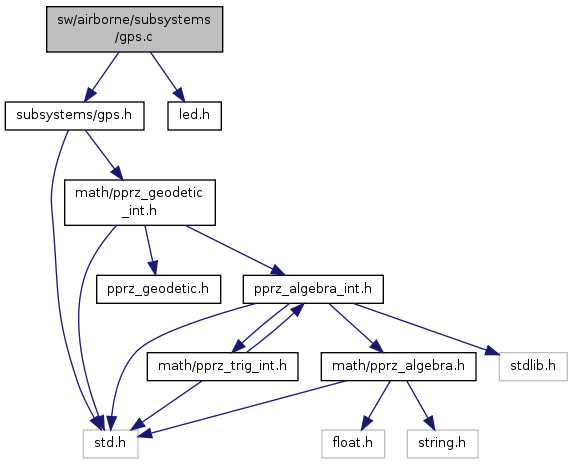 sw/airborne/subsystems
/gps.c
subsystems/gps.h
led.h
math/pprz_geodetic
_int.h
pprz_geodetic.h
pprz_algebra_int.h
math/pprz_trig_int.h
math/pprz_algebra.h
stdlib.h
std.h
float.h
string.h